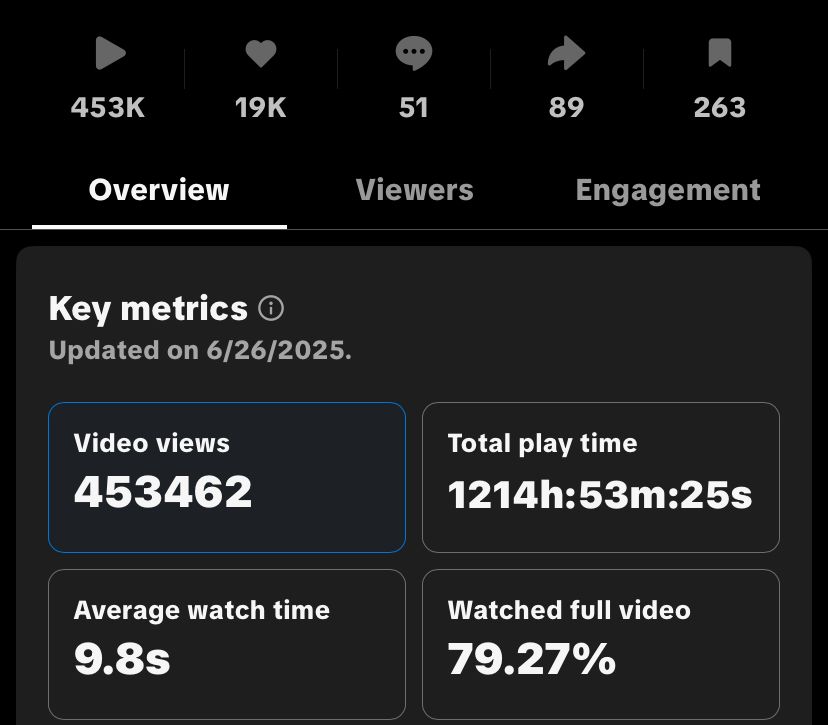 453K 19K 51 89 263
Overview Viewers Engagement
Key metrics
Updated on 6/26/2025.
Video views
453462
Total play time
1214h:53m:25s
Average watch time
9.8s
Watched full video
79.27%